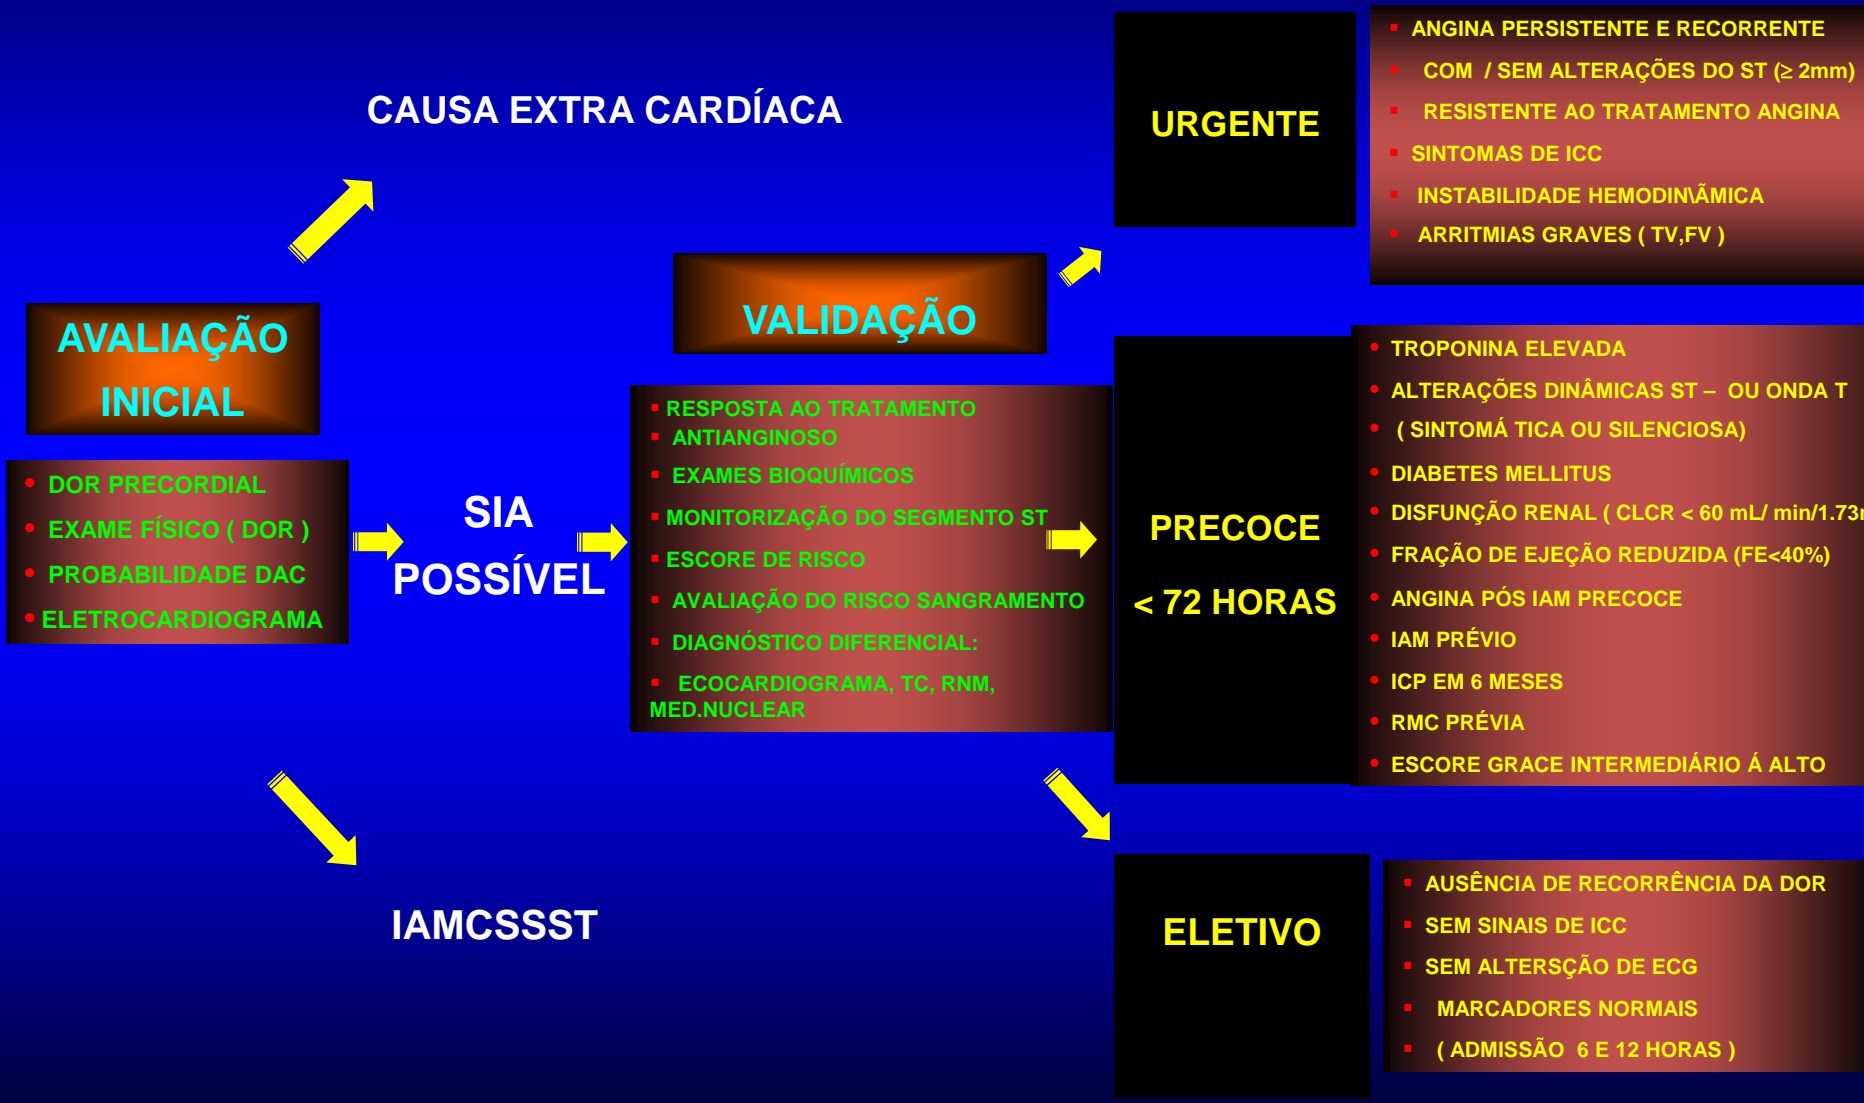 CAUSA EXTRA CARDÍACA
AVALIAÇÃO
INICIAL
• DOR PRECORDIAL
• EXAME FÍSICO ( DOR )
• PROBABILIDADE DAC
• ELETROCARDIOGRAMA
SIA
POSSÍVEL
IAMCSSST
VALIDAÇÃO
▪ RESPOSTA AO TRATAMENTO
▪ ANTIANGINOSO
▪ EXAMES BIOQUÍMICOS
▪ MONITORIZAÇÃO DO SEGMENTO ST
▪ ESCORE DE RISCO
▪ AVALIAÇÃO DO RISCO SANGRAMENTO
▪ DIAGNÓSTICO DIFERENCIAL:
▪ ECOCARDIOGRAMA, TC, RNM,
MED.NUCLEAR
URGENTE
▪ ANGINA PERSISTENTE E RECORRENTE
▪ COM / SEM ALTERAÇÕES DO ST (≥ 2mm)
▪ RESISTENTE AO TRATAMENTO ANGINA
▪ SINTOMAS DE ICC
▪ INSTABILIDADE HEMODIN\ÃMICA
▪ ARRITMIAS GRAVES ( TV,FV )
PRECOCE
< 72 HORAS
• TROPONINA ELEVADA
• ALTERAÇÕES DINÂMICAS ST – OU ONDA T
• ( SINTOMÁ TICA OU SILENCIOSA)
• DIABETES MELLITUS
• DISFUNÇÃO RENAL ( CLCR < 60 mL/ min/1.73
• FRAÇÃO DE EJEÇÃO REDUZIDA (FE<40%)
• ANGINA PÓS IAM PRECOCE
• IAM PRÉVIO
• ICP EM 6 MESES
• RMC PRÉVIA
• ESCORE GRACE INTERMEDIÁRIO Á ALTO
ELETIVO
▪ AUSÊNCIA DE RECORRÊNCIA DA DOR
▪ SEM SINAIS DE ICC
▪ SEM ALTERSÇÃO DE ECG
▪ MARCADORES NORMAIS
▪ ( ADMISSÃO 6 E 12 HORAS )